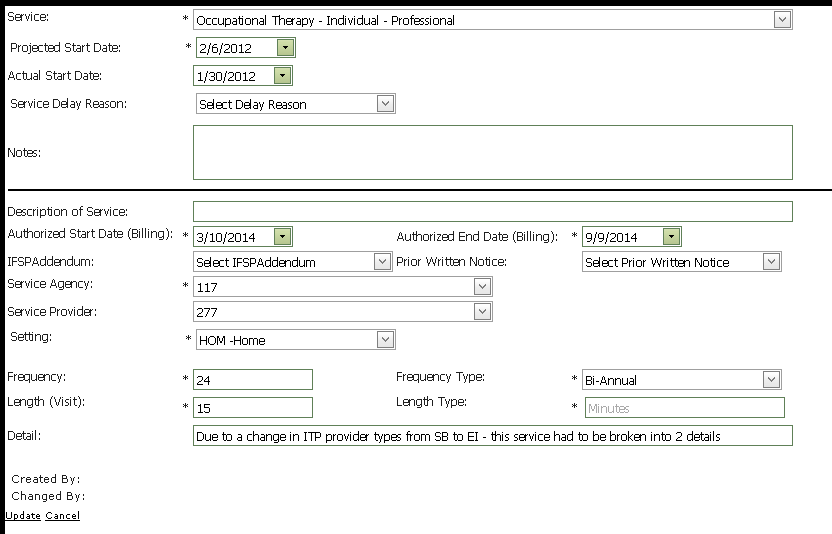 Service: * Occupational Therapy - Individual - Professional
Projected Start Date: * 2/6/2012
Actual Start Date: 1/30/2012
Service Delay Reason: Select Delay Reason
Notes:
Description of Service:
Authorized Start Date (Billing): * 3/10/2014 Authorized End Date (Billing): * 9/9/2014
IFSPAddendum: Select IFSPAddendum Prior Written Notice: Select Prior Written Notice
Service Agency: * 117
Service Provider: 277
Setting: * HOM -Home
Frequency: * 24 Frequency Type: * Bi-Annual
Length (Visit): * 15 Length Type: * Minutes
Detail: Due to a change in ITP provider types from SB to EI - this service had to be broken into 2 details
Created By:
Changed By:
Update Cancel